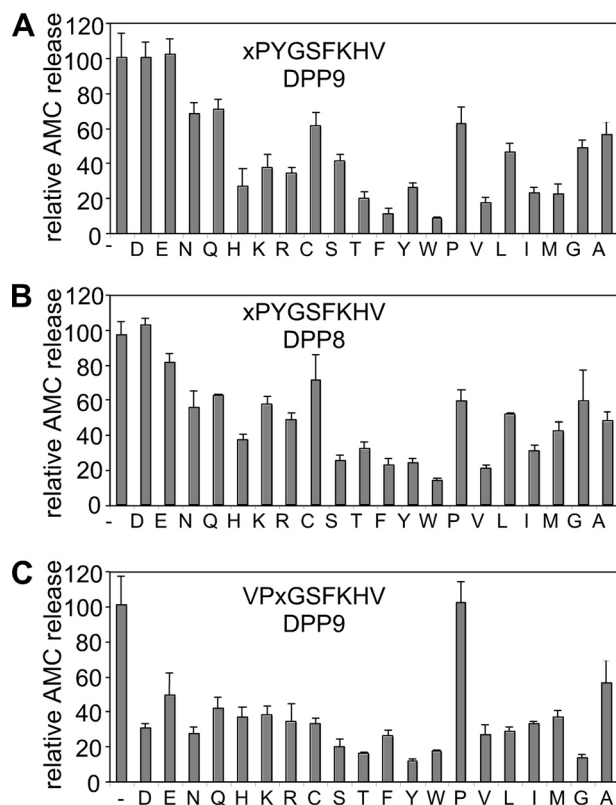 A
relative AMC release
120
100
80
60
40
20
0
xPYGSFKHV
DPP9
- D E N Q H K R C S T F Y W P V L I M G A
B
relative AMC release
120
100
80
60
40
20
0
xPYGSFKHV
DPP8
- D E N Q H K R C S T F Y W P V L I M G A
C
relative AMC release
120
100
80
60
40
20
0
VPxGSFKHV
DPP9
- D E N Q H K R C S T F Y W P V L I M G A